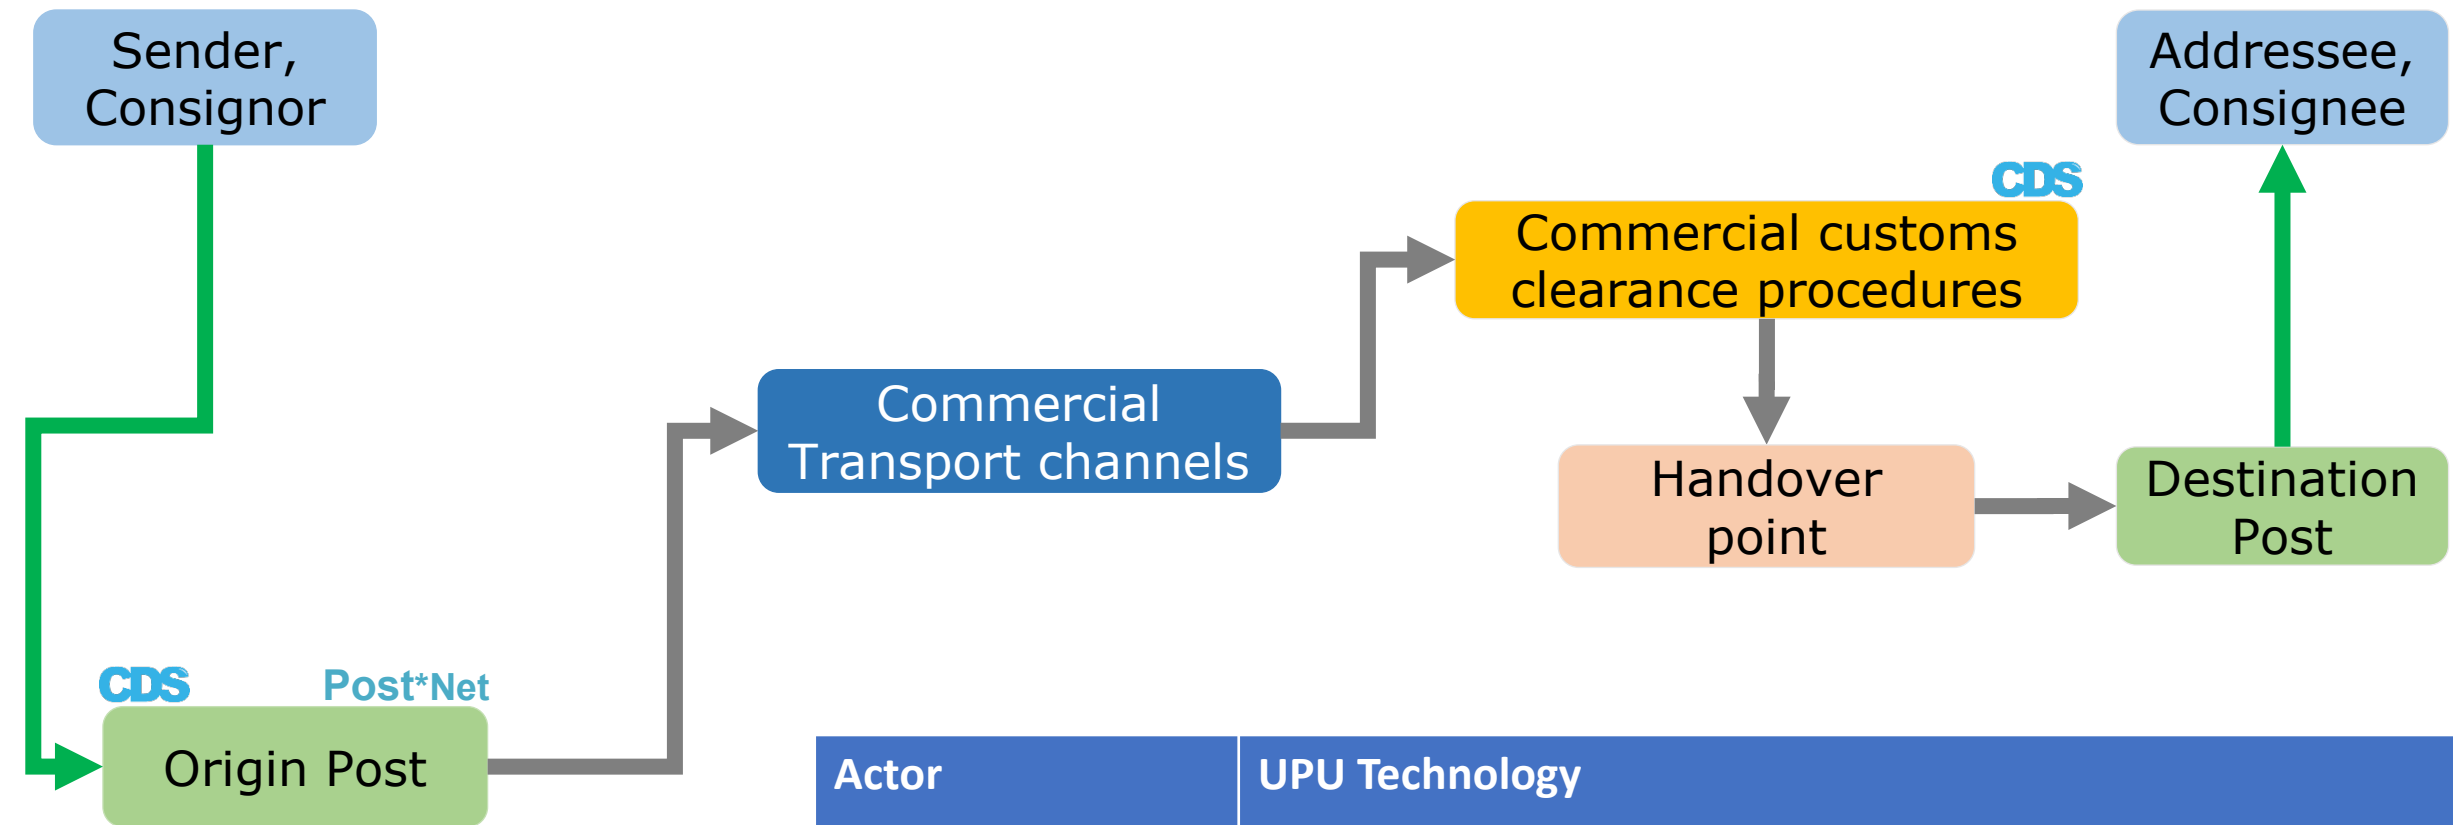 Sender,
Consignor
Addressee,
Consignee
CDS
Commercial customs
clearance procedures
Commercial
Transport channels
Handover
point
Destination
Post
CDS
Post*Net
Origin Post
Actor
UPU Technology